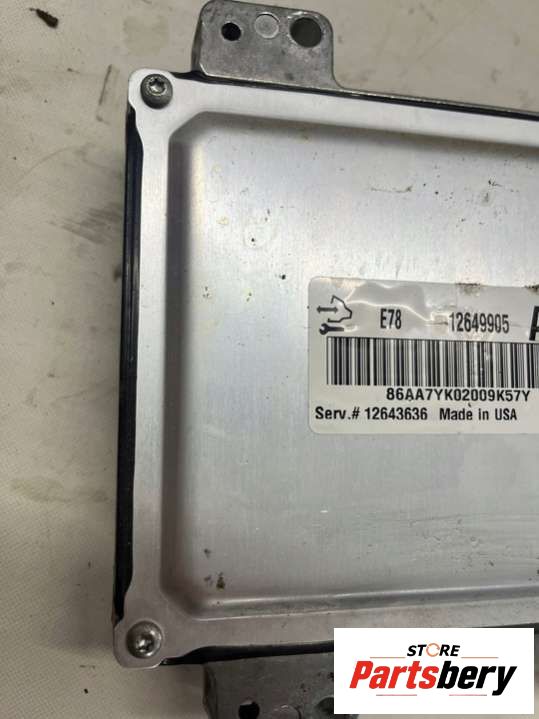 E78 12649905
86AA7YK02009K57Y
Serv.# 12643636 Made in USA
STORE
Partsbery